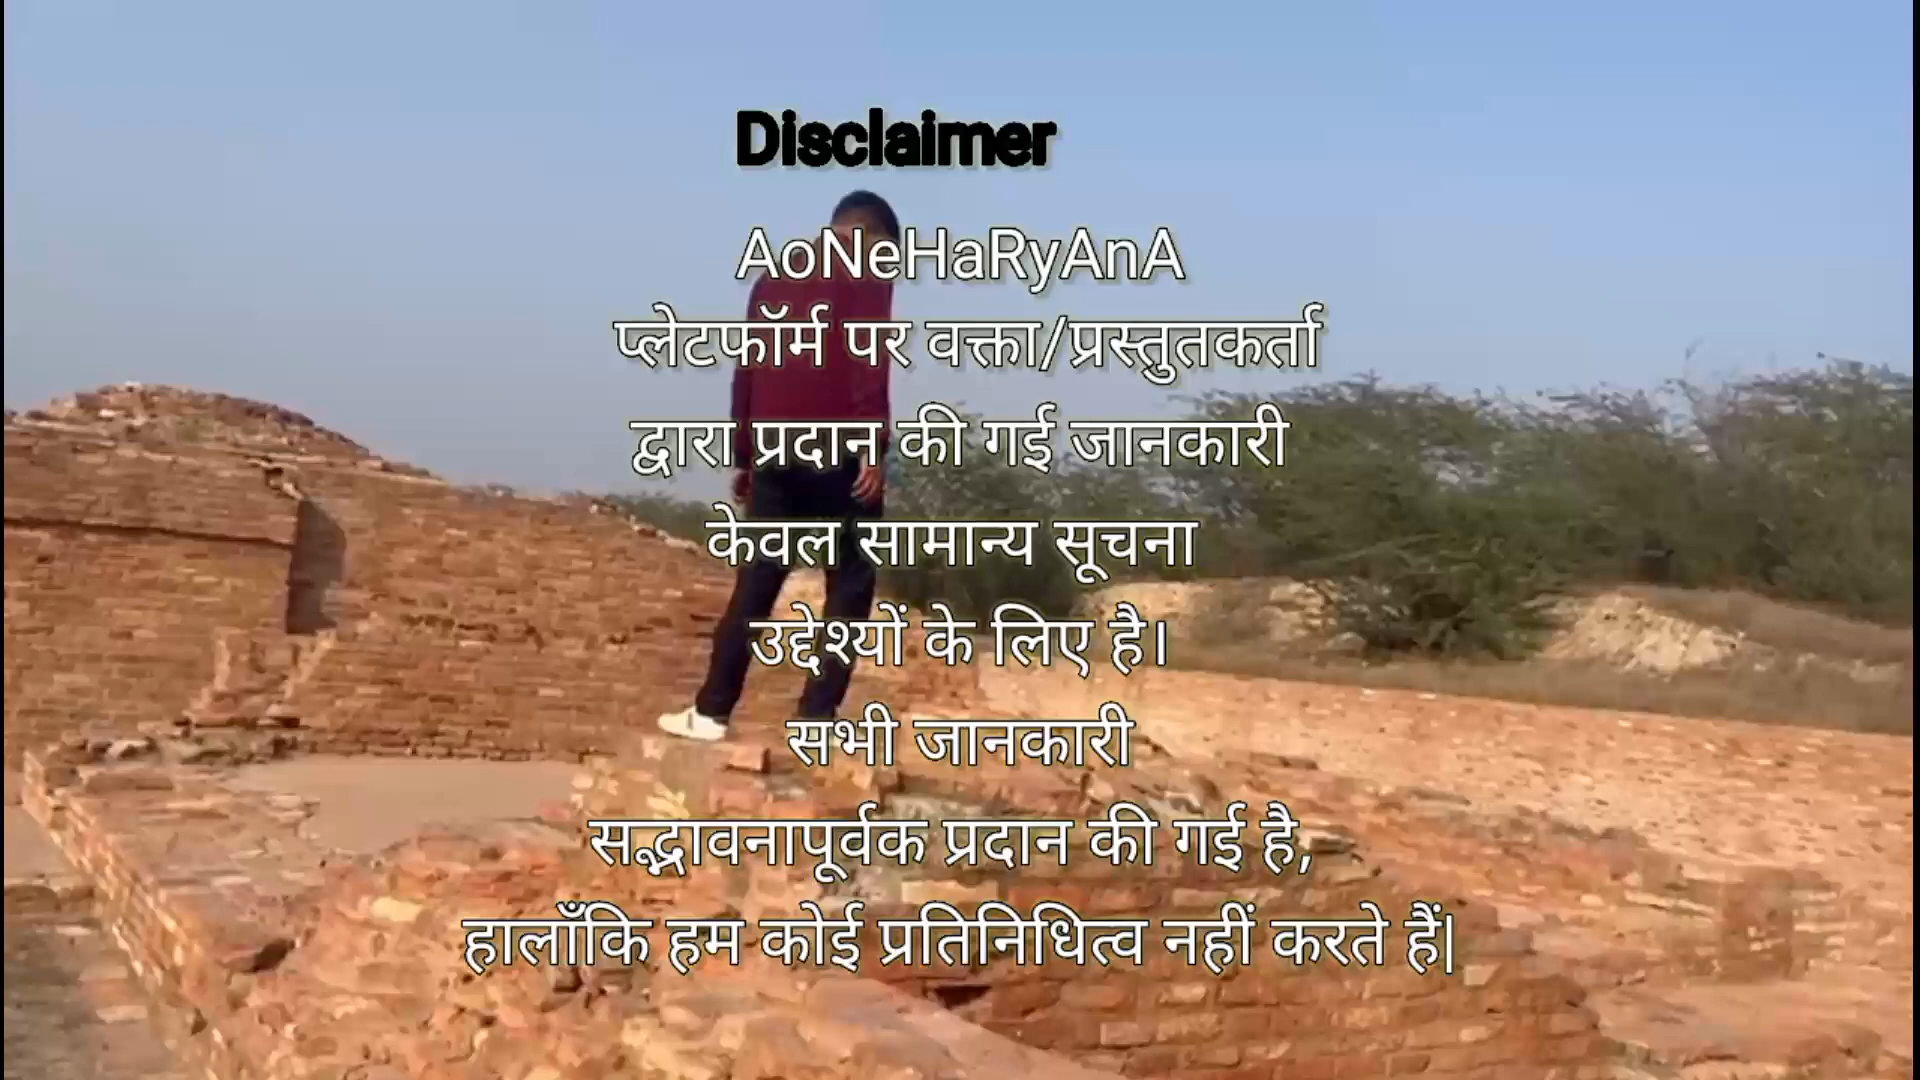 Disclaimer
AoNeHaRyAnA
प्लेटफॉर्म पर वक्ता/प्रस्तुतकर्ता
द्वारा प्रदान की गई जानकारी
केवल सामान्य सूचना
उद्देश्यों के लिए है।
सभी जानकारी
सद्भावनापूर्वक प्रदान की गई है,
हालाँकि हम कोई प्रतिनिधित्व नहीं करते हैं|